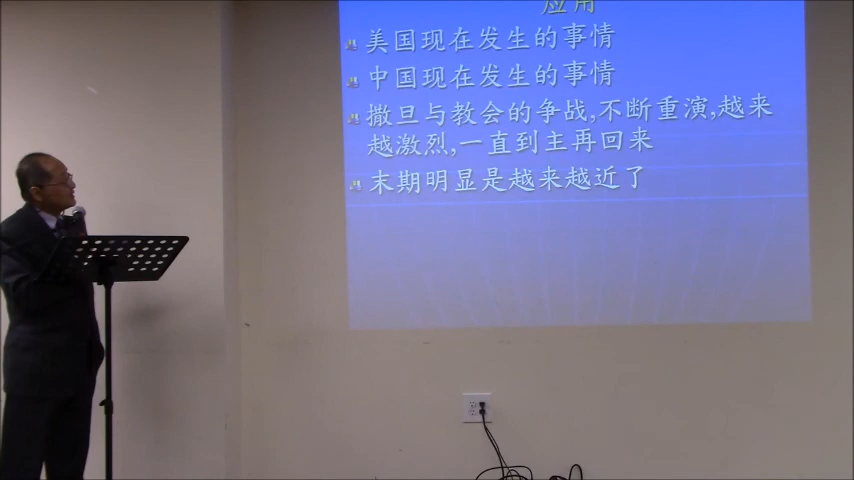 应用
美国现在发生的事情
中国现在发生的事情
撒旦与教会的争战,不断重演,越来
越激烈,一直到主再回来
末期明显是越来越近了